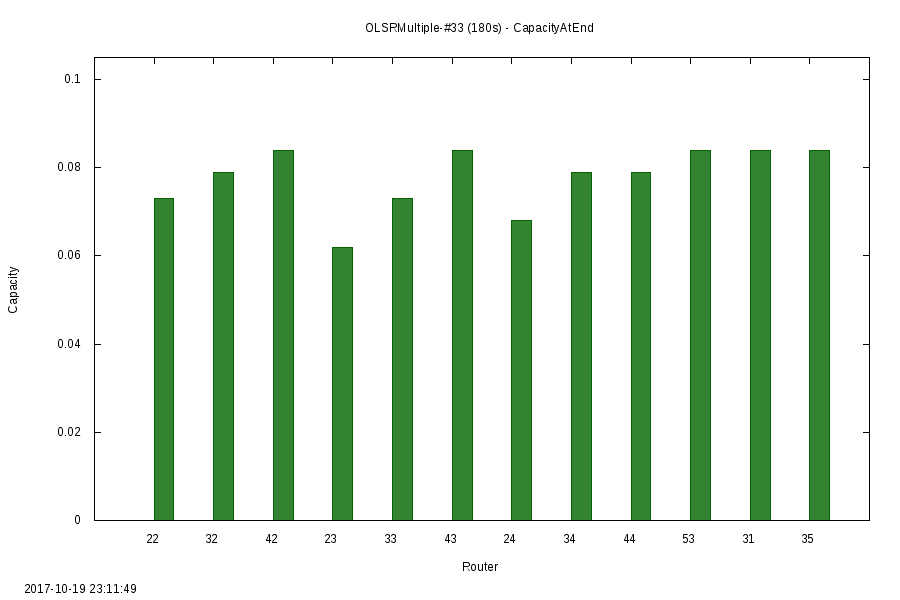 OLSRMultiple-#33 (180s) - CapacityAtEnd
0.1
0.08
0.06
0.04
0.02
0
Capacity
22 32 42 23 33 43 24 34 44 53 31 35
Router
2017-10-19 23:11:49